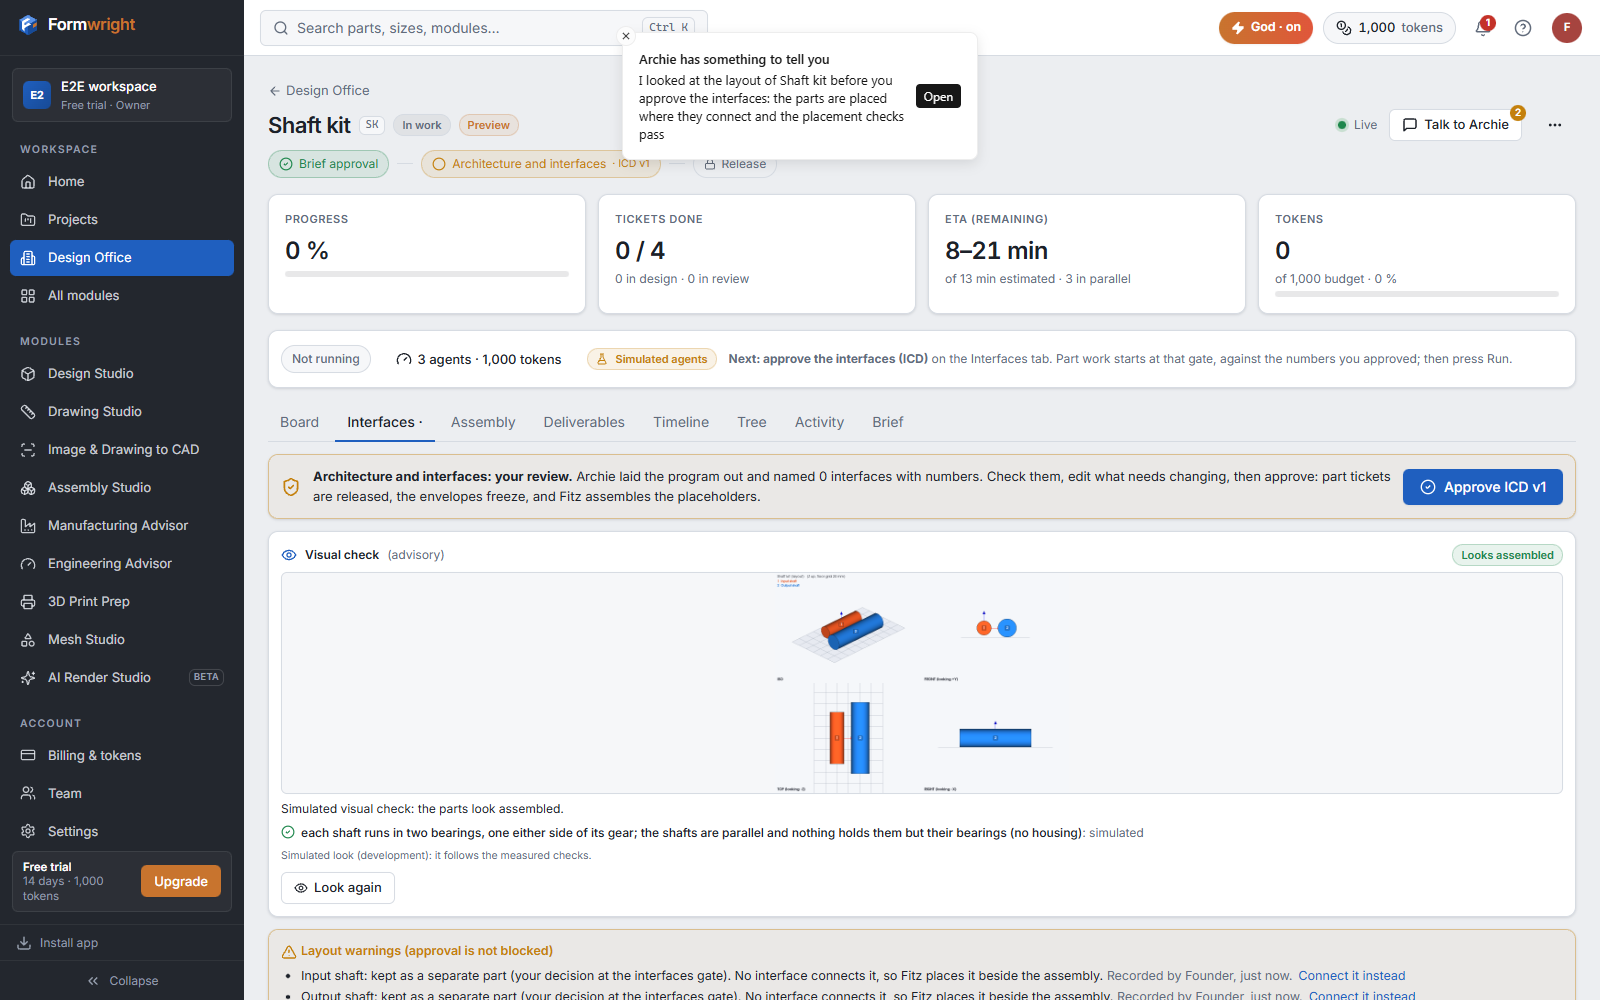 Formwright
Search parts, sizes, modules...
Ctrl K
God · on
1,000 tokens
1
F
E2
E2E workspace
Free trial · Owner
WORKSPACE
Home
Projects
Design Office
All modules
MODULES
Design Studio
Drawing Studio
Image & Drawing to CAD
Assembly Studio
Manufacturing Advisor
Engineering Advisor
3D Print Prep
Mesh Studio
AI Render Studio
BETA
ACCOUNT
Billing & tokens
Team
Settings
Free trial
14 days · 1,000
tokens
Upgrade
Install app
Collapse
Archie has something to tell you
I looked at the layout of Shaft kit before you
approve the interfaces: the parts are placed
where they connect and the placement checks
pass
Open
Design Office
Shaft kit
SK
In work
Preview
Live
Talk to Archie
2
Brief approval
Architecture and interfaces · ICD v1
Release
PROGRESS
0 %
TICKETS DONE
0 / 4
0 in design · 0 in review
ETA (REMAINING)
8–21 min
of 13 min estimated · 3 in parallel
TOKENS
0
of 1,000 budget · 0 %
Not running
3 agents · 1,000 tokens
Simulated agents
Next: approve the interfaces (ICD) on the Interfaces tab. Part work starts at that gate, against the numbers you approved; then press Run.
Board
Interfaces ·
Assembly
Deliverables
Timeline
Tree
Activity
Brief
Architecture and interfaces: your review. Archie laid the program out and named 0 interfaces with numbers. Check them, edit what needs changing, then approve: part tickets
are released, the envelopes freeze, and Fitz assembles the placeholders.
Approve ICD v1
Visual check (advisory)
Looks assembled
Simulated visual check: the parts look assembled.
each shaft runs in two bearings, one either side of its gear; the shafts are parallel and nothing holds them but their bearings (no housing): simulated
Simulated look (development): it follows the measured checks.
Look again
Layout warnings (approval is not blocked)
Input shaft: kept as a separate part (your decision at the interfaces gate). No interface connects it, so Fitz places it beside the assembly. Recorded by Founder, just now. Connect it instead
Output shaft: kept as a separate part (your decision at the interfaces gate). No interface connects it, so Fitz places it beside the assembly. Recorded by Founder, just now. Connect it instead